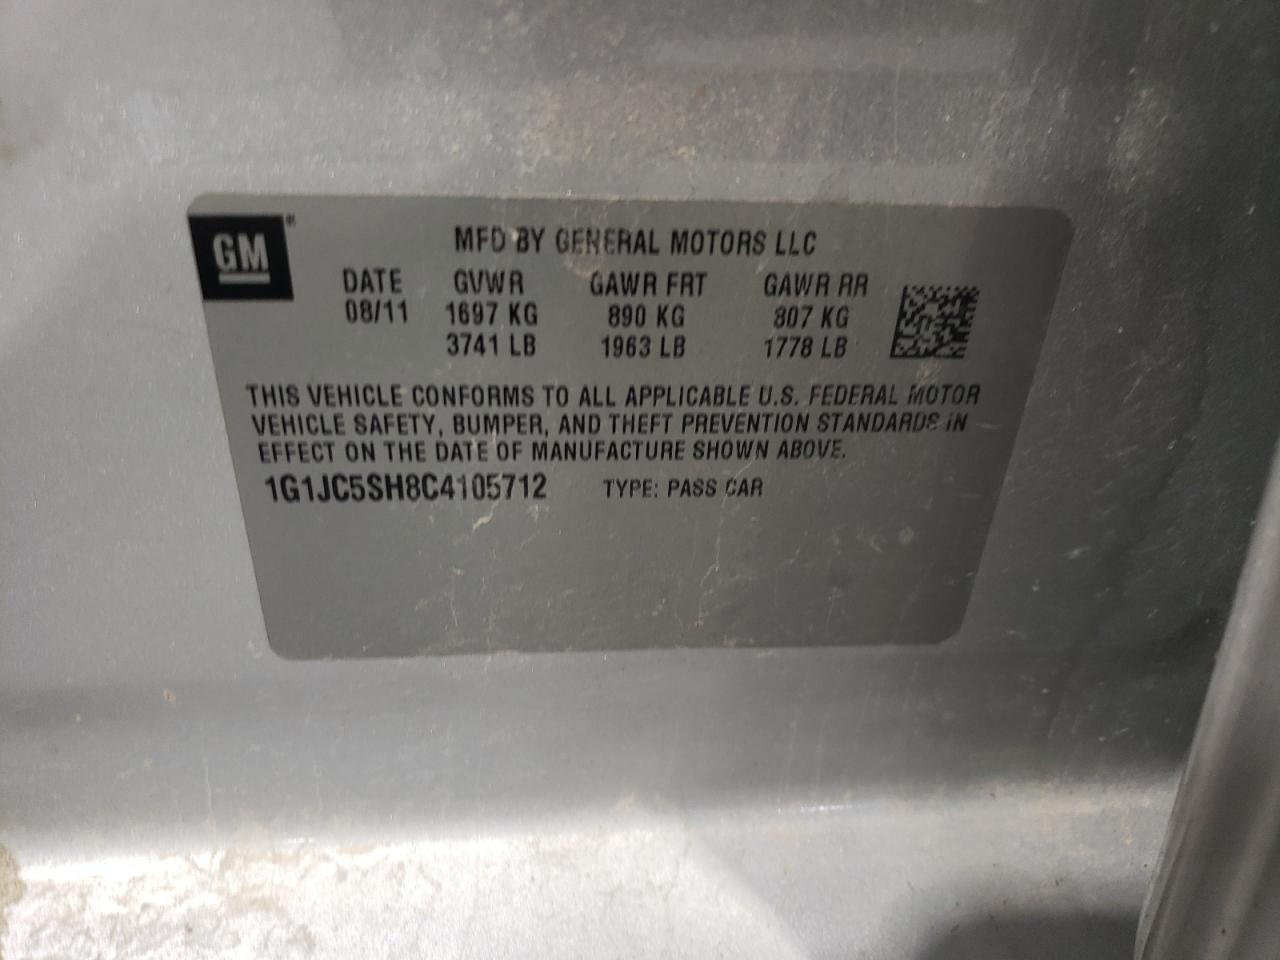 GM®
MFD BY GENERAL MOTORS LLC
DATE GVWR GAWR FRT GAWR RR
08/11 1697 KG 890 KG 807 KG
3741 LB 1963 LB 1778 LB
THIS VEHICLE CONFORMS TO ALL APPLICABLE U.S. FEDERAL MOTOR
VEHICLE SAFETY, BUMPER, AND THEFT PREVENTION STANDARDS IN
EFFECT ON THE DATE OF MANUFACTURE SHOWN ABOVE.
1G1JC5SH8C4105712 TYPE: PASS CAR